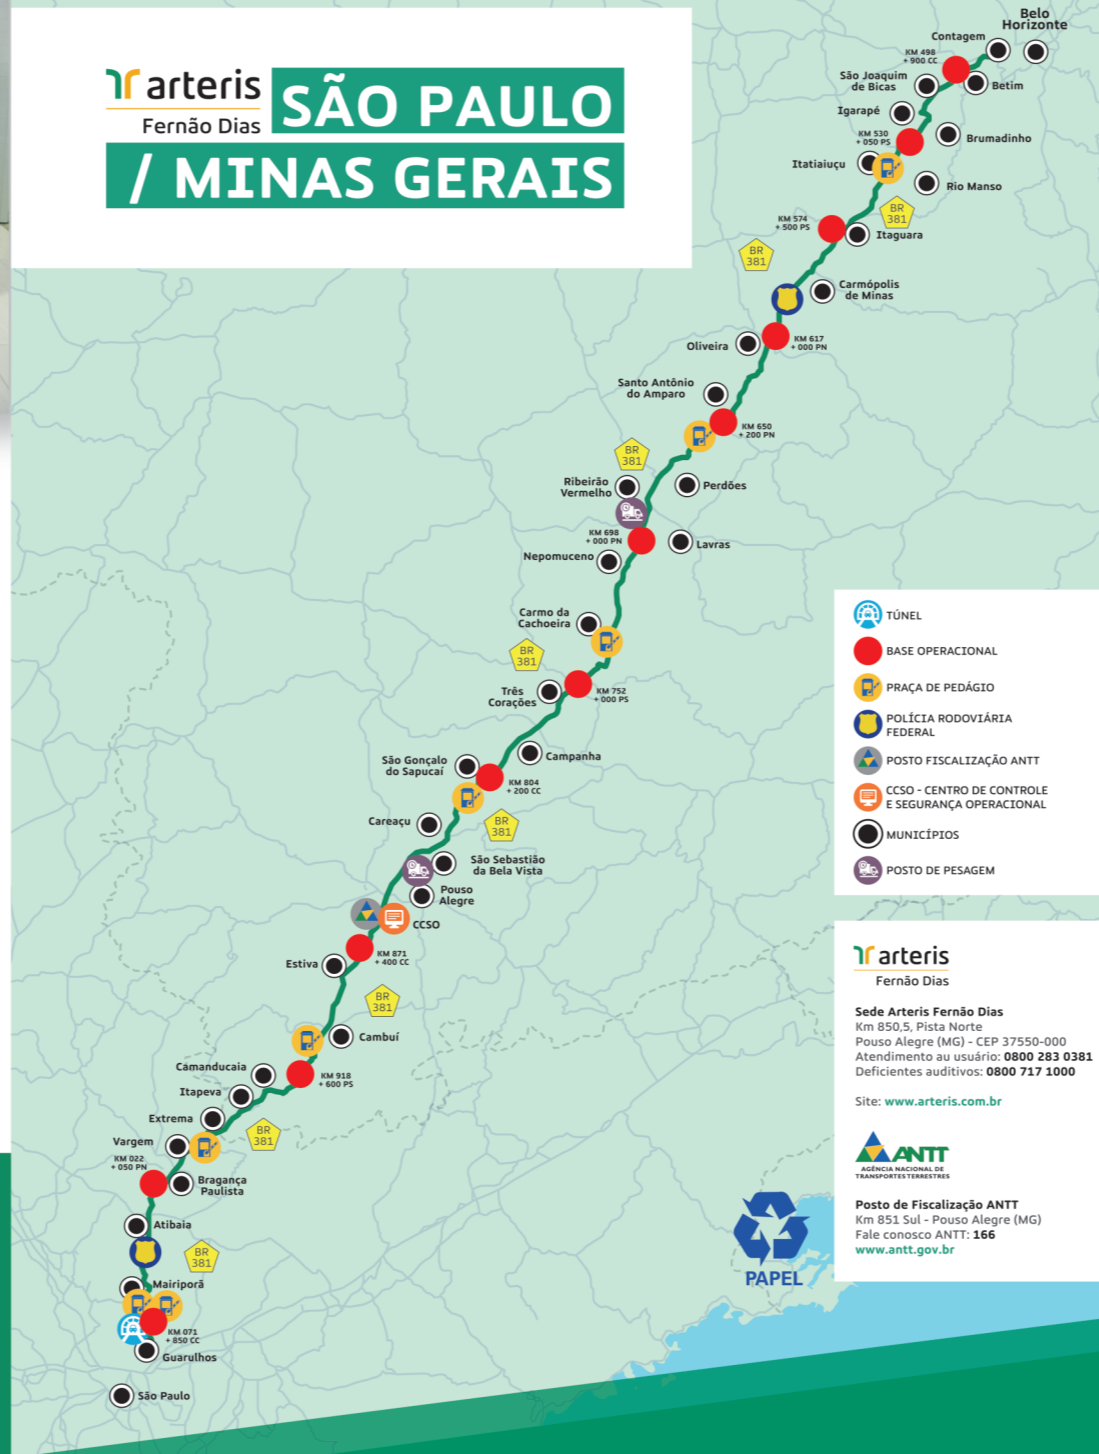 arteris
Fernão Dias
SÃO PAULO
/ MINAS GERAIS
Belo
Horizonte
Contagem
KM 498
+ 900 CC
São Joaquim
de Bicas
Betim
Igarapé
KM 530
+ 050 PS
Brumadinho
Itatiaiuçu
Rio Manso
BR
381
KM 574
+ 500 PS
Itaguara
BR
381
Carmópolis
de Minas
Oliveira
KM 617
+ 000 PN
Santo Antônio
do Amparo
KM 650
+ 200 PN
BR
381
Ribeirão
Vermelho
Perdões
KM 698
+ 000 PN
Lavras
Nepomuceno
Carmo da
Cachoeira
BR
381
Três
Corações
KM 752
+ 000 PS
Campanha
São Gonçalo
do Sapucaí
KM 804
+ 200 CC
Careaçu
BR
381
São Sebastião
da Bela Vista
Pouso
Alegre
CCSO
KM 871
+ 400 CC
Estiva
BR
381
Cambuí
Camanducaia
KM 918
+ 600 PS
Itapeva
Extrema
BR
381
Vargem
KM 022
+ 050 PN
Bragança
Paulista
Atibaia
BR
381
Mairiporã
KM 071
+ 850 CC
Guarulhos
São Paulo
TÚNEL
BASE OPERACIONAL
PRAÇA DE PEDÁGIO
POLÍCIA RODOVIÁRIA
FEDERAL
POSTO FISCALIZAÇÃO ANTT
CCSO - CENTRO DE CONTROLE
E SEGURANÇA OPERACIONAL
MUNICÍPIOS
POSTO DE PESAGEM
arteris
Fernão Dias
Sede Arteris Fernão Dias
Km 850,5, Pista Norte
Pouso Alegre (MG) - CEP 37550-000
Atendimento au usuário: 0800 283 0381
Deficientes auditivos: 0800 717 1000
Site: www.arteris.com.br
ANTT
AGÊNCIA NACIONAL DE
TRANSPORTES TERRESTRES
Posto de Fiscalização ANTT
Km 851 Sul - Pouso Alegre (MG)
Fale conosco ANTT: 166
www.antt.gov.br
PAPEL